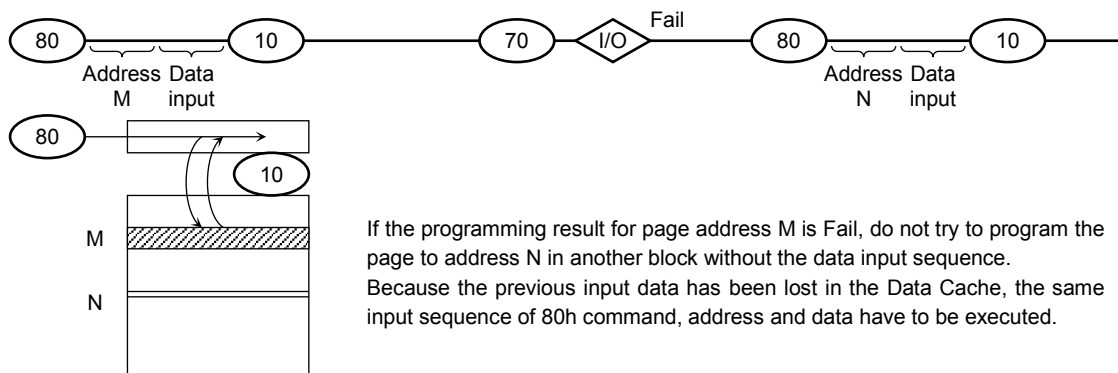 Fail
80 10 70 I/O 80 10
Address Data Address Data
M input N input
80
10
M
N
If the programming result for page address M is Fail, do not try to program the
page to address N in another block without the data input sequence.
Because the previous input data has been lost in the Data Cache, the same
input sequence of 80h command, address and data have to be executed.